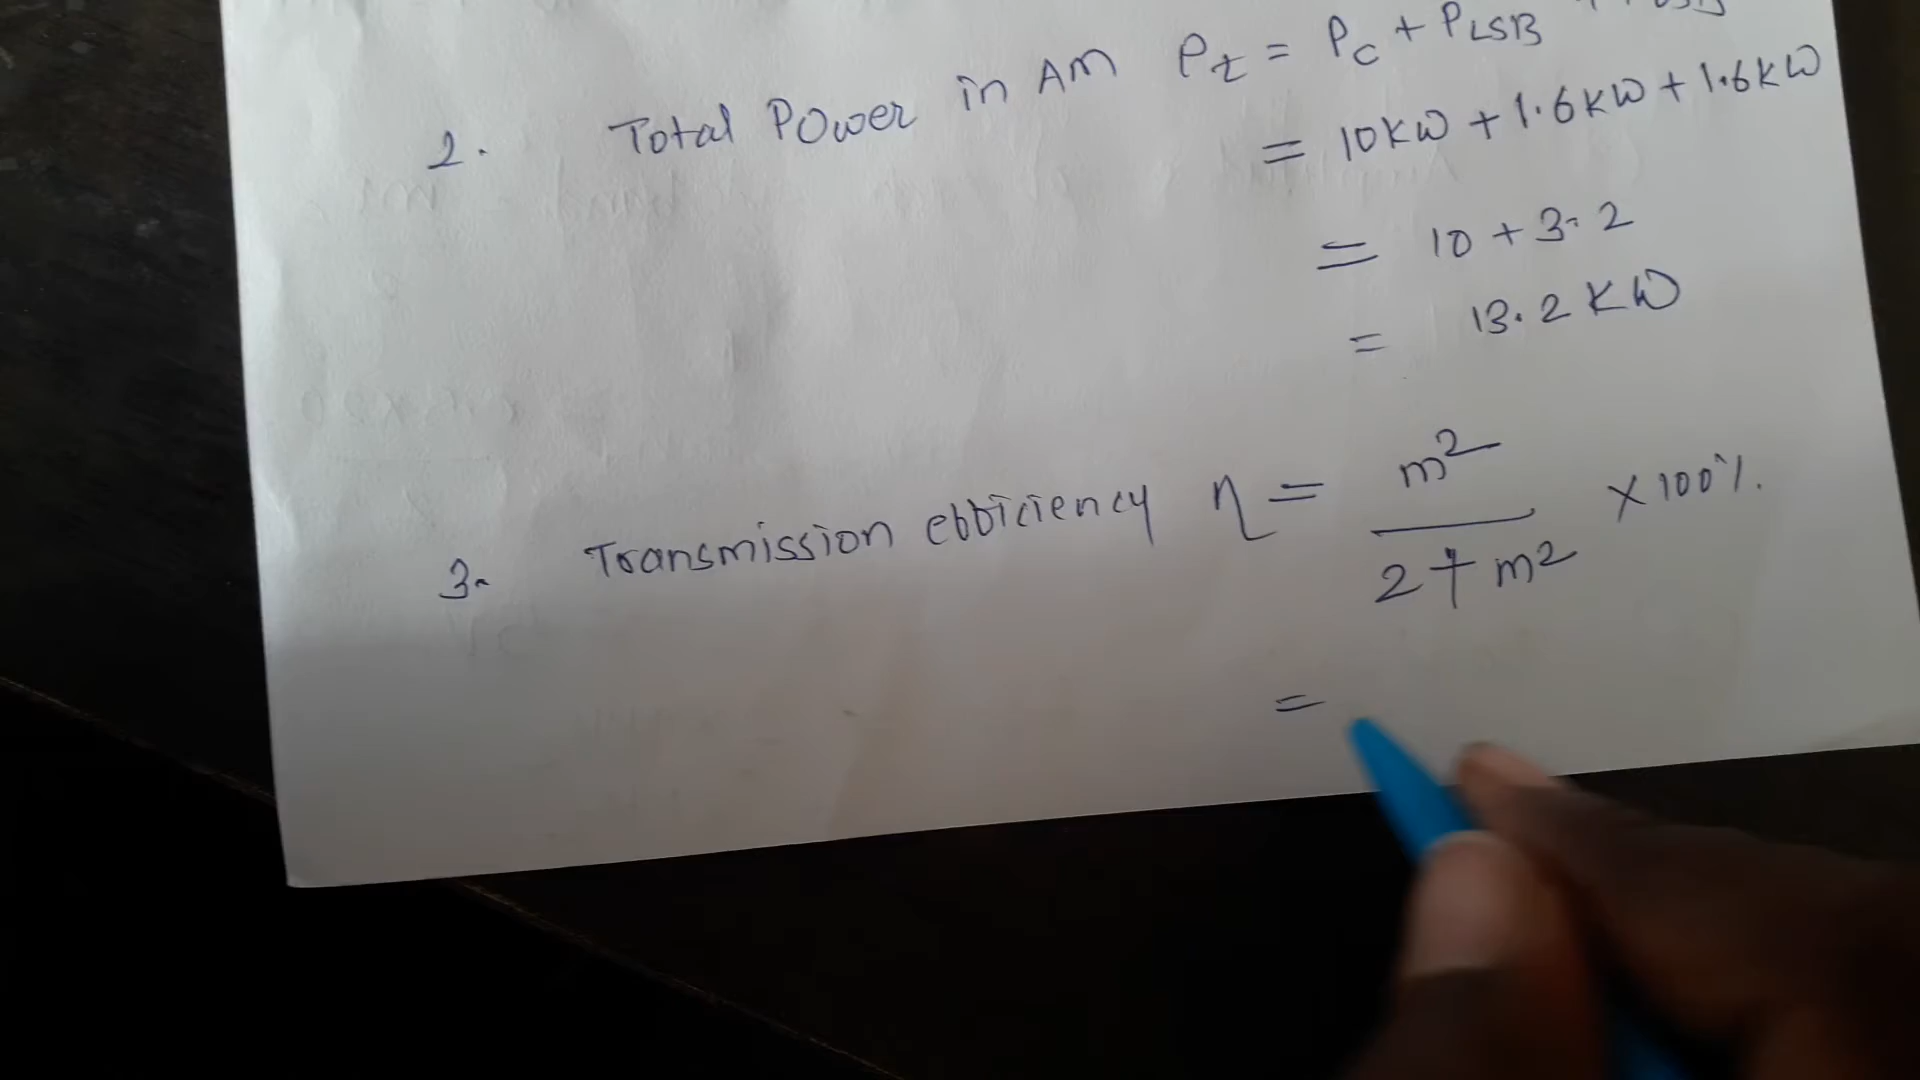 2. Total Power in AM Pt = Pc + PLSB +
= 10KW + 1.6KW + 1.6KW
= 10 + 3.2
= 13.2 KW
3. Transmission efficiency η = m² / 2 + m² × 100%.
=